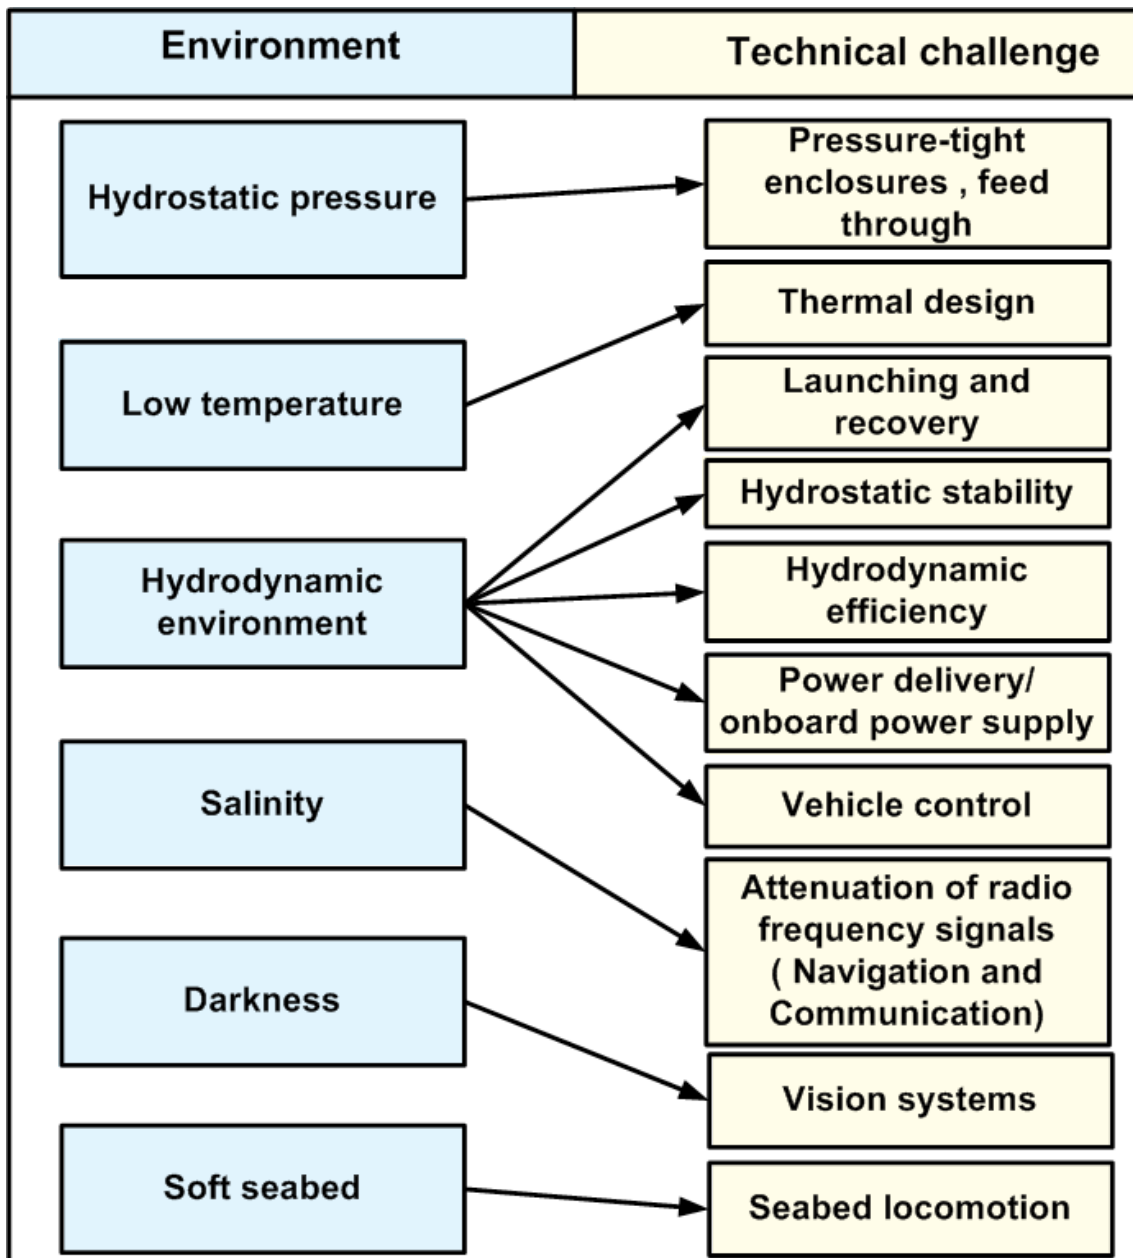 Environment
Technical challenge
Hydrostatic pressure
Pressure-tight
enclosures , feed
through
Low temperature
Thermal design
Hydrodynamic
environment
Launching and
recovery
Hydrostatic stability
Hydrodynamic
efficiency
Power delivery/
onboard power supply
Vehicle control
Salinity
Attenuation of radio
frequency signals
( Navigation and
Communication)
Darkness
Vision systems
Soft seabed
Seabed locomotion